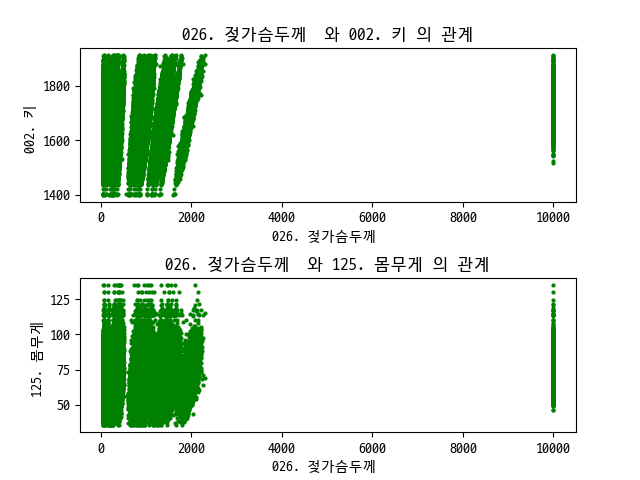 026. 젖가슴두께  와 002. 키 의 관계
1800
1600
1400
002. 키
0 2000 4000 6000 8000 10000
026. 젖가슴두께
026. 젖가슴두께  와 125. 몸무게 의 관계
125
100
75
50
125. 몸무게
0 2000 4000 6000 8000 10000
026. 젖가슴두께